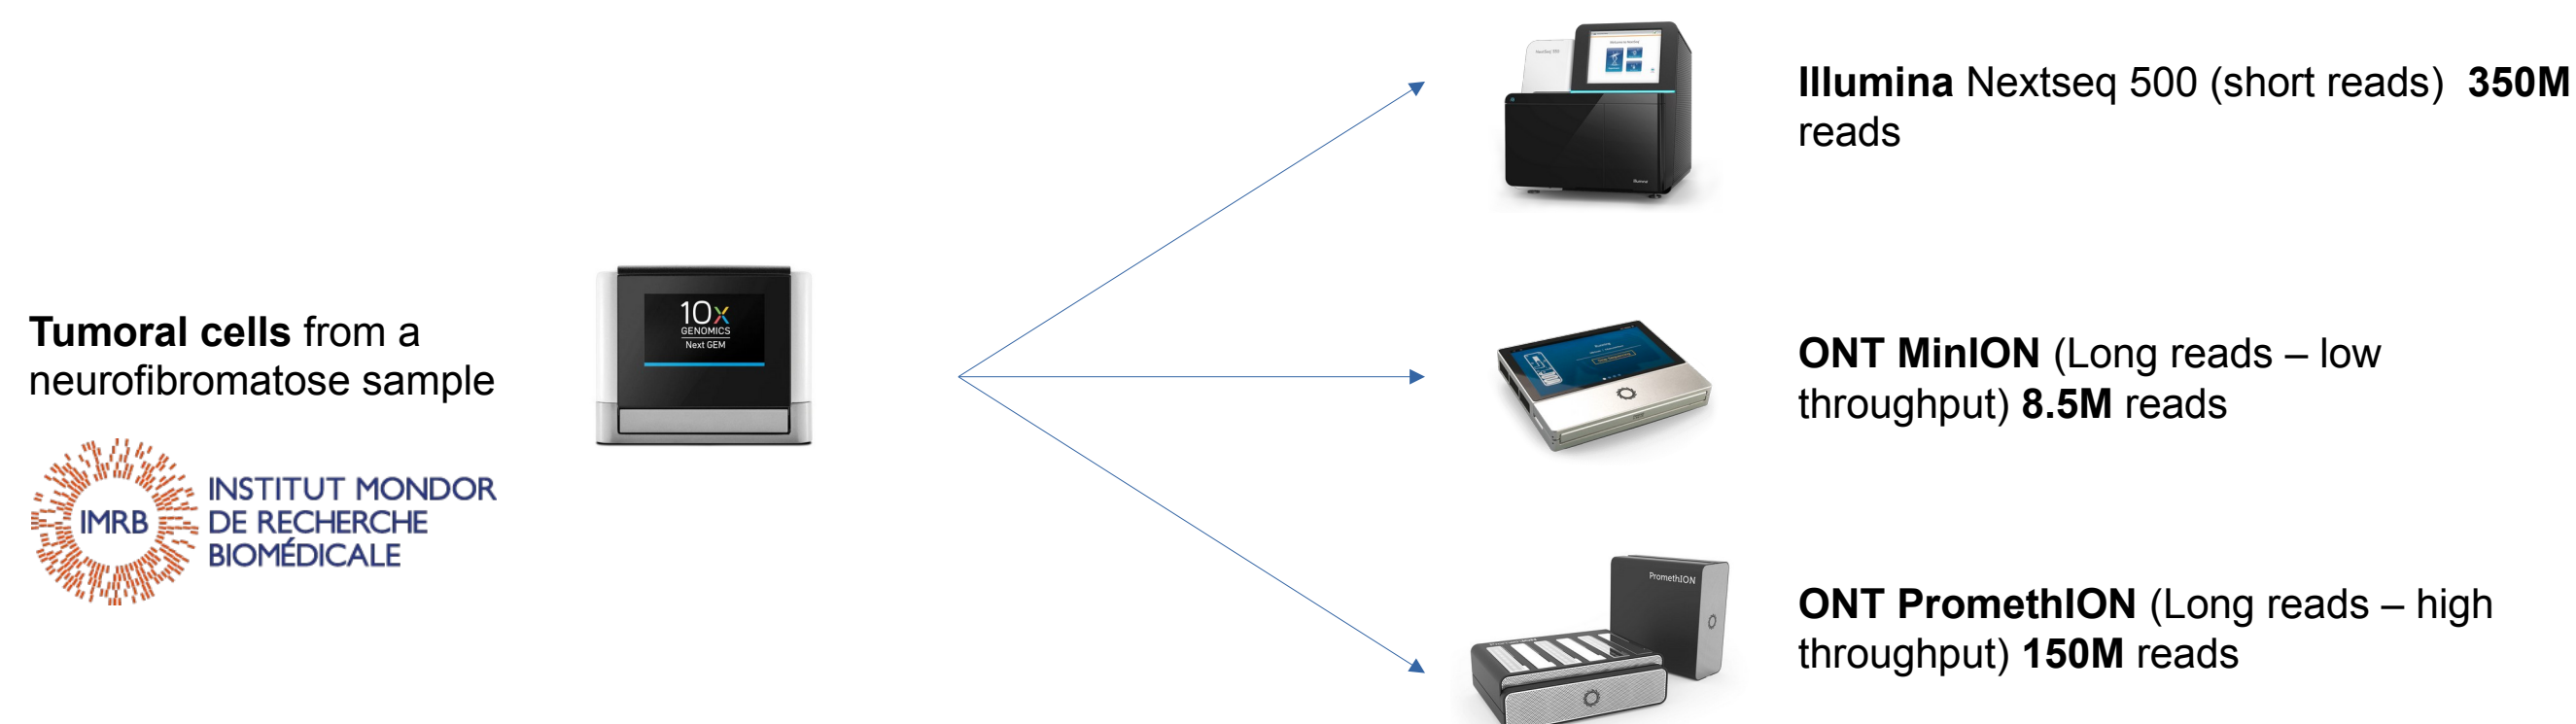 Tumoral cells from a
neurofibromatose sample
IMRB
INSTITUT MONDOR
DE RECHERCHE
BIOMÉDICALE
10x
GENOMICS
Next GEM
Illumina Nextseq 500 (short reads) 350M
reads
ONT MinION (Long reads – low
throughput) 8.5M reads
PromethION
ONT PromethION (Long reads – high
throughput) 150M reads